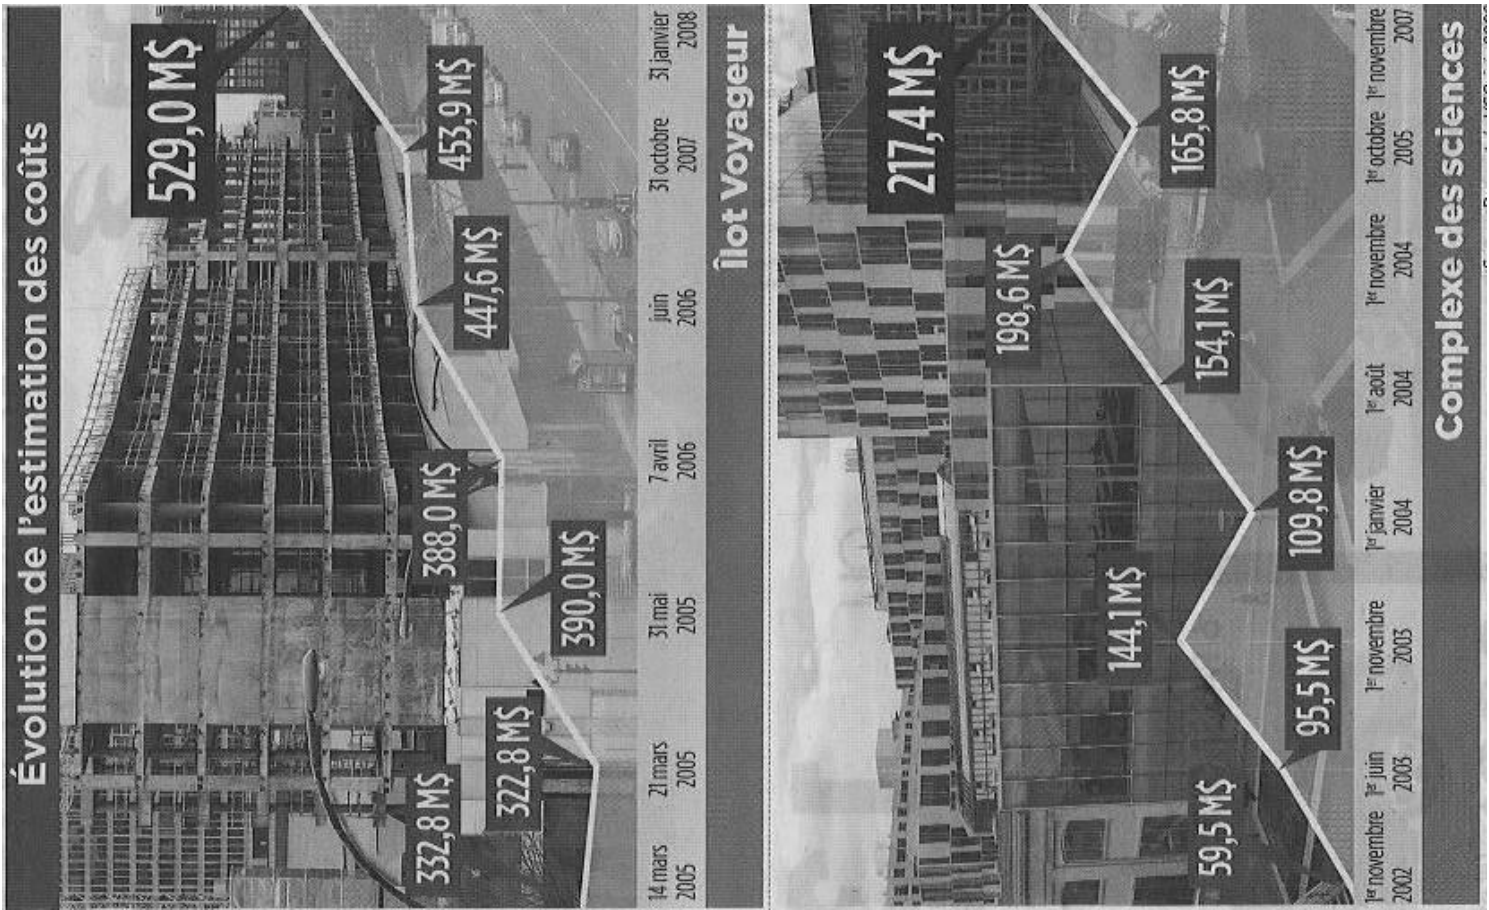 Évolution de l'estimation des coûts
332,8 M$
322,8 M$
390,0 M$
388,0 M$
447,6 M$
453,9 M$
529,0 M$
14 mars
2005
21 mars
2005
31 mai
2005
7 avril
2006
juin
2006
31 octobre
2007
31 janvier
2008
Îlot Voyageur
59,5 M$
95,5 M$
144,1 M$
109,8 M$
154,1 M$
198,6 M$
165,8 M$
217,4 M$
1er novembre
2002
1er juin
2003
1er novembre
2003
1er janvier
2004
1er août
2004
1er novembre
2004
1er octobre
2005
1er novembre
2007
Complexe des sciences